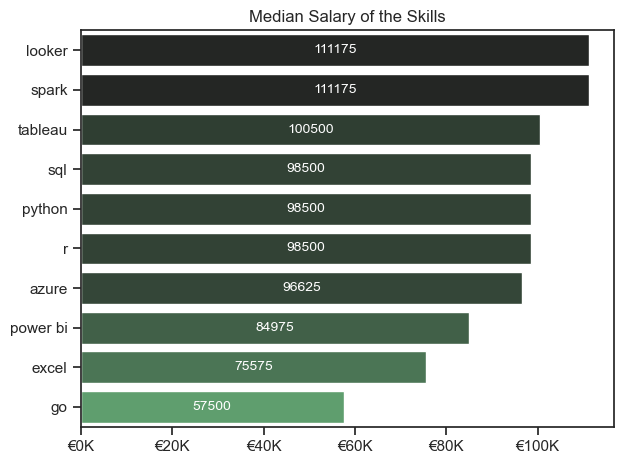 Median Salary of the Skills
looker 111175
spark 111175
tableau 100500
sql 98500
python 98500
r 98500
azure 96625
power bi 84975
excel 75575
go 57500
€0K €20K €40K €60K €80K €100K